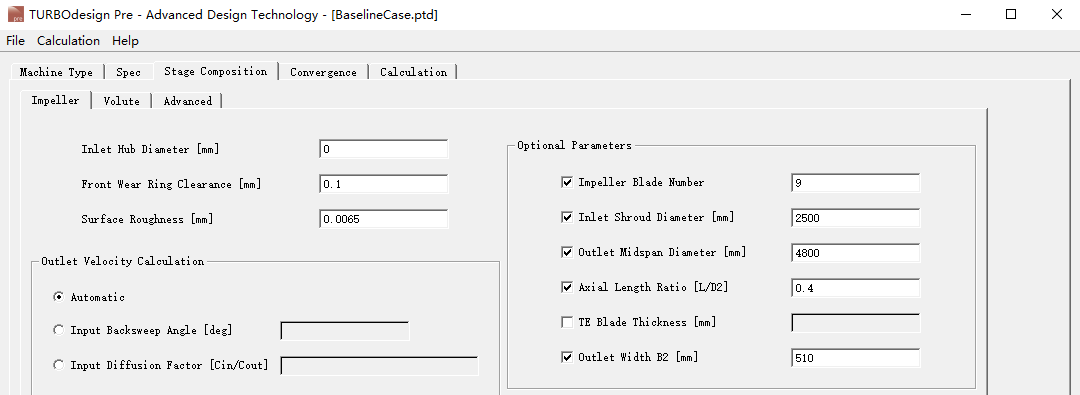 TURBOdesign Pre - Advanced Design Technology - [BaselineCase.ptd]
File Calculation Help
Machine Type Spec Stage Composition Convergence Calculation
Impeller Volute Advanced
Inlet Hub Diameter [mm] 0
Front Wear Ring Clearance [mm] 0.1
Surface Roughness [mm] 0.0065
Outlet Velocity Calculation
Automatic
Input Backsweep Angle [deg]
Input Diffusion Factor [Cin/Cout]
Optional Parameters
Impeller Blade Number 9
Inlet Shroud Diameter [mm] 2500
Outlet Midspan Diameter [mm] 4800
Axial Length Ratio [L/D2] 0.4
TE Blade Thickness [mm]
Outlet Width B2 [mm] 510